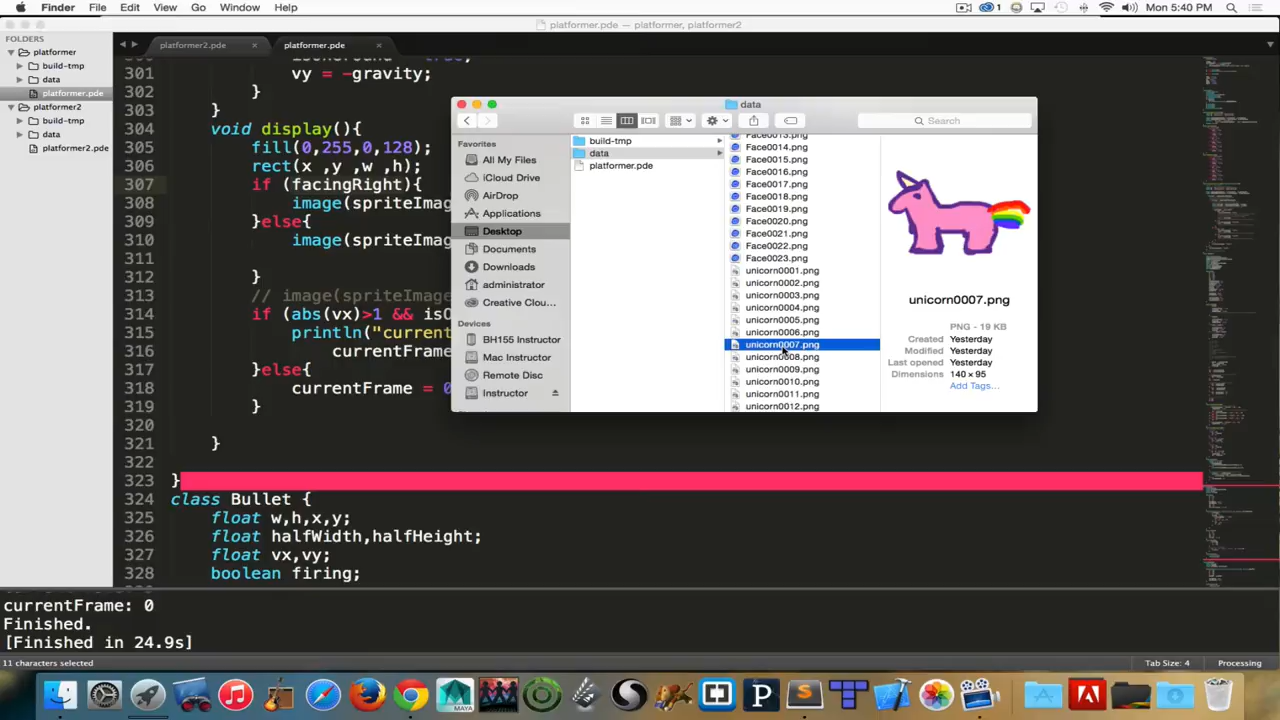 Finder File Edit View Go Window Help
1 Mon 5:40 PM
platformer.pde — platformer, platformer2
FOLDERS
platformer
build-tmp
data
platformer.pde
platformer2
build-tmp
data
platformer2.pde
platformer2.pde × platformer.pde ×
301 vy = -gravity;
302 }
303 }
304 void display(){
305 fill(0,255,0,128);
306 rect(x ,y ,w ,h);
307 if (facingRight){
308 image(spriteIma
309 }else{
310 image(spriteIma
311
312 }
313 // image(spriteImag
314 if (abs(vx)>1 &&
315 println("current
316 currentFrame
317 }else{
318 currentFrame =
319 }
320
321 }
322
323 }
324 class Bullet {
325 float w,h,x,y;
326 float halfWidth,halfHeight;
327 float vx,vy;
328 boolean firing;
data
Search
Favorites
All My Files
iCloud Drive
AirDrop
Applications
Desktop
Documents
Downloads
administrator
Creative Clou...
Devices
BH155 Instructor
Mac Instructor
Remote Disc
Instructor
build-tmp
data
platformer.pde
Face0013.png
Face0014.png
Face0015.png
Face0016.png
Face0017.png
Face0018.png
Face0019.png
Face0020.png
Face0021.png
Face0022.png
Face0023.png
unicorn0001.png
unicorn0002.png
unicorn0003.png
unicorn0004.png
unicorn0005.png
unicorn0006.png
unicorn0007.png
unicorn0008.png
unicorn0009.png
unicorn0010.png
unicorn0011.png
unicorn0012.png
unicorn0007.png
PNG - 19 KB
Created Yesterday
Modified Yesterday
Last opened Yesterday
Dimensions 140 × 95
Add Tags...
currentFrame: 0
Finished.
[Finished in 24.9s]
11 characters selected
Tab Size: 4 Processing
MAYA